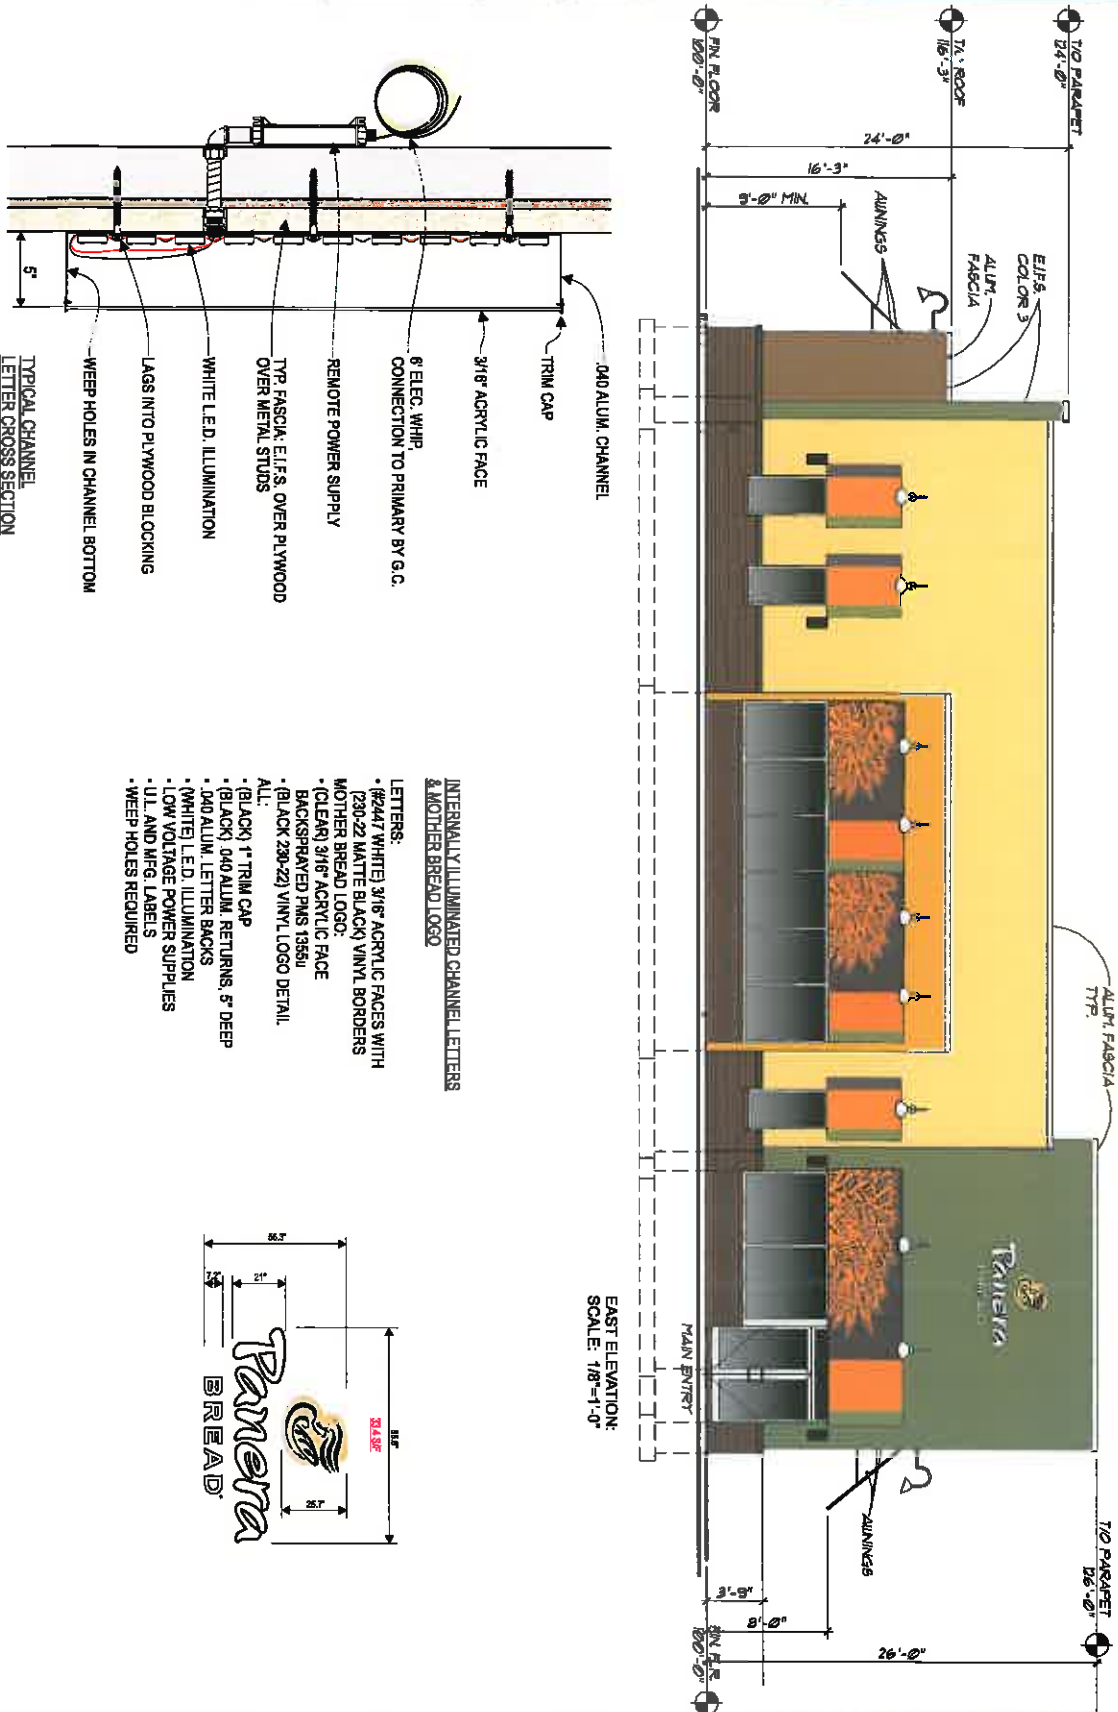 T/O PARAPET
124'-0"
T/. ROOF
116'-3"
FIN. FLOOR
100'-0"
24'-0"
16'-3"
9'-0" MIN.
AWNINGS
E.I.F.S.
COLOR 3
ALUM.
FASCIA
ALUM. FASCIA
TYP.
Panera
MAIN ENTRY
AWNINGS
T/O PARAPET
126'-0"
26'-0"
8'-0"
3'-9"
FIN. FLR.
100'-0"
EAST ELEVATION:
SCALE: 1/8"=1'-0"
.040 ALUM. CHANNEL
TRIM CAP
3/16" ACRYLIC FACE
6' ELEC. WHIP,
CONNECTION TO PRIMARY BY G.C.
REMOTE POWER SUPPLY
TYP. FASCIA: E.I.F.S. OVER PLYWOOD
OVER METAL STUDS
WHITE L.E.D. ILLUMINATION
LAGS INTO PLYWOOD BLOCKING
WEEP HOLES IN CHANNEL BOTTOM
5"
TYPICAL CHANNEL
LETTER CROSS SECTION
INTERNALLY ILLUMINATED CHANNEL LETTERS
& MOTHER BREAD LOGO
LETTERS:
• (#2447 WHITE) 3/16" ACRYLIC FACES WITH
(230-22 MATTE BLACK) VINYL BORDERS
MOTHER BREAD LOGO:
• (CLEAR) 3/16" ACRYLIC FACE
BACKSPRAYED PMS 1355u
• (BLACK 230-22) VINYL LOGO DETAIL
ALL:
• (BLACK) 1" TRIM CAP
• (BLACK) .040 ALUM. RETURNS, 5" DEEP
• .040 ALUM. LETTER BACKS
• (WHITE) L.E.D. ILLUMINATION
• LOW VOLTAGE POWER SUPPLIES
• U.L. AND MFG. LABELS
• WEEP HOLES REQUIRED
33.4 S/F
25.7"
21"
7.2"
Panera
BREAD